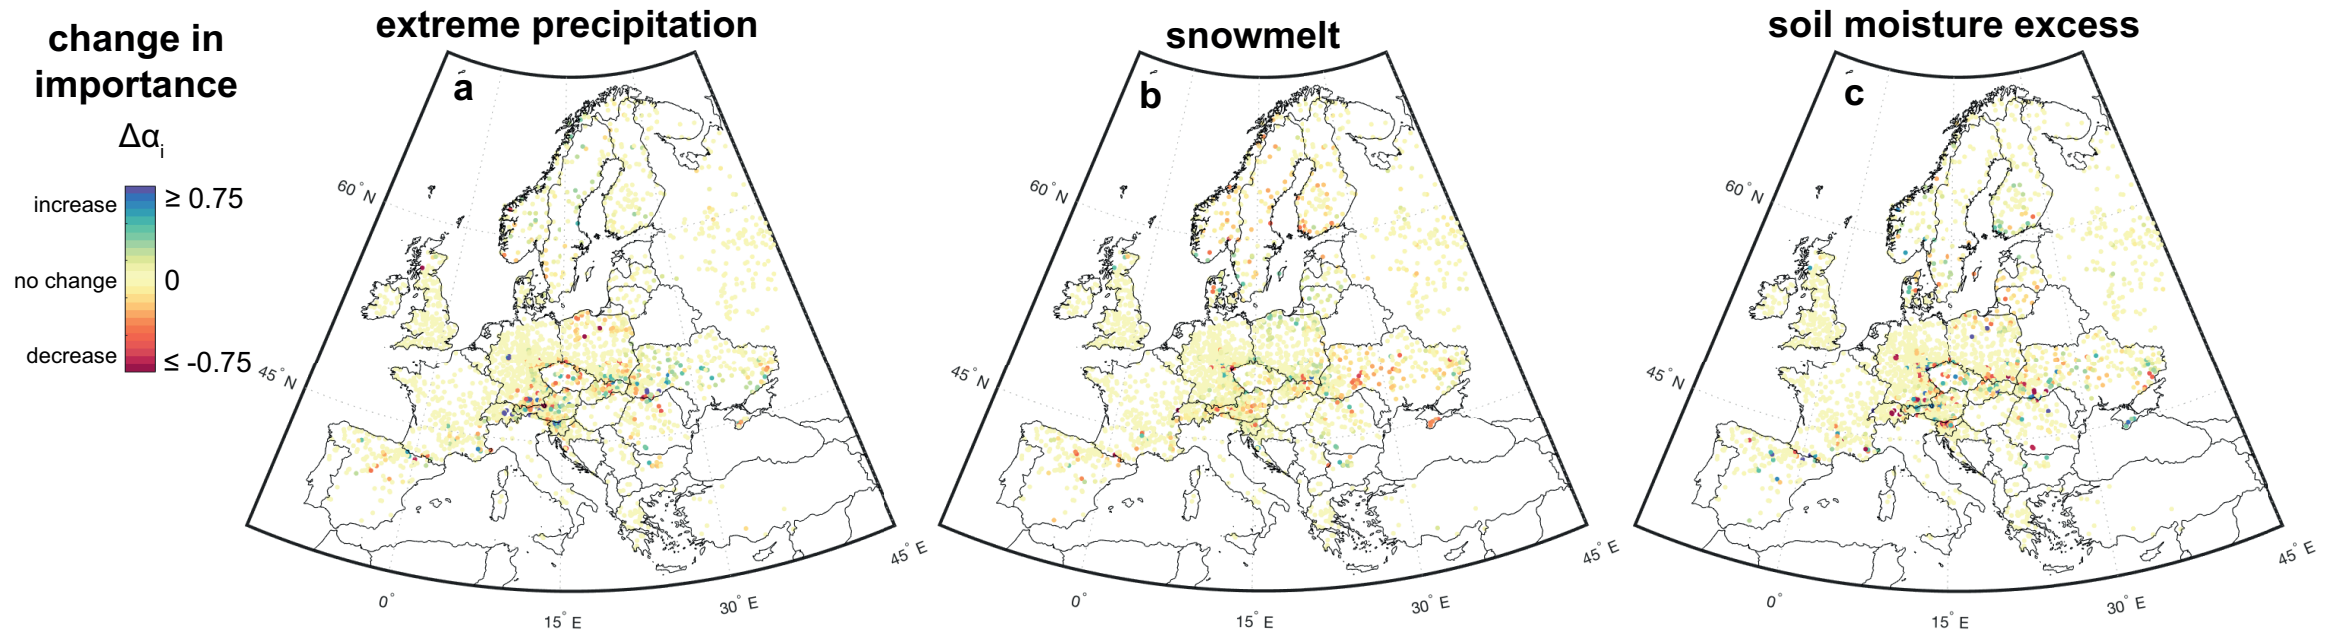 change in
importance
Δαi
increase
≥ 0.75
no change
0
decrease
≤ -0.75
extreme precipitation
a
60°N
45°N
0°
15°E
30°E
45°E
snowmelt
b
60°N
45°N
0°
15°E
30°E
45°E
soil moisture excess
c
60°N
45°N
0°
15°E
30°E
45°E